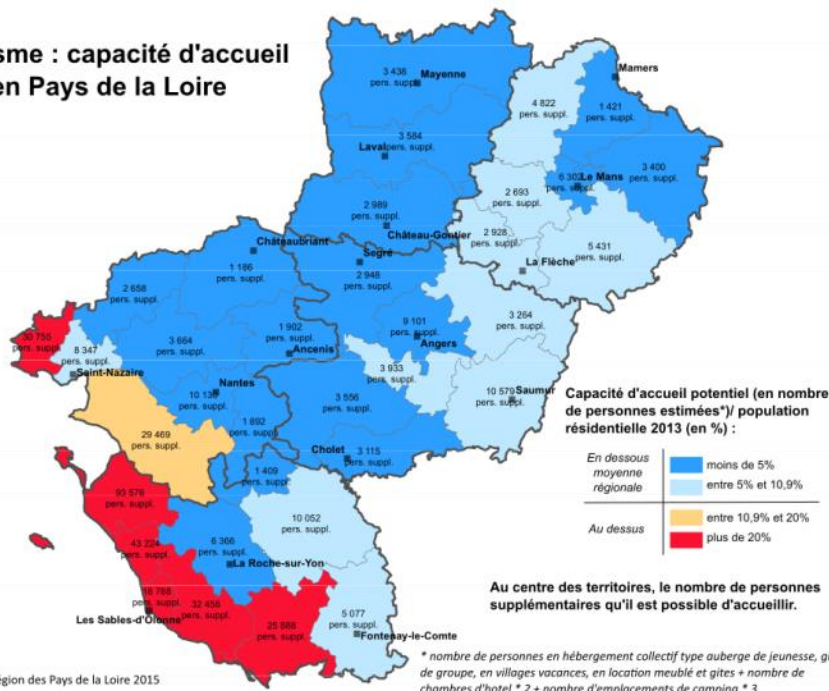 isme : capacité d'accueil
en Pays de la Loire
3 438
pers. suppl.
Mayenne
Mamers
4 822
pers. suppl.
1 421
pers. suppl.
3 584
pers. suppl.
Laval
3 400
pers. suppl.
6 302
pers. suppl.
Le Mans
2 693
pers. suppl.
2 989
pers. suppl.
Château-Gontier
2 928
pers. suppl.
5 431
pers. suppl.
Châteaubriant
Segré
La Flèche
1 186
pers. suppl.
2 948
pers. suppl.
2 658
pers. suppl.
3 264
pers. suppl.
9 101
pers. suppl.
Angers
30 755
pers. suppl.
8 347
pers. suppl.
Saint-Nazaire
3 664
pers. suppl.
1 902
pers. suppl.
Ancenis
3 933
pers. suppl.
Nantes
10 139
pers. suppl.
3 556
pers. suppl.
10 579
pers. suppl.
Saumur
1 892
pers. suppl.
29 469
pers. suppl.
Cholet
3 115
pers. suppl.
1 409
pers. suppl.
93 576
pers. suppl.
10 052
pers. suppl.
43 224
pers. suppl.
6 366
pers. suppl.
La Roche-sur-Yon
18 788
pers. suppl.
32 456
pers. suppl.
Les Sables-d'Olonne
25 888
pers. suppl.
5 077
pers. suppl.
Fontenay-le-Comte
Capacité d'accueil potentiel (en nombre
de personnes estimées*)/ population
résidentielle 2013 (en %) :
En dessous
moyenne
régionale
moins de 5%
entre 5% et 10,9%
Au dessus
entre 10,9% et 20%
plus de 20%
Au centre des territoires, le nombre de personnes
supplémentaires qu'il est possible d'accueillir.
égion des Pays de la Loire 2015
* nombre de personnes en hébergement collectif type auberge de jeunesse,
de groupe, en villages vacances, en location meublé et gites + nombre de
chambres d'hotel * 2 + nombre d'emplacements de camping * 3